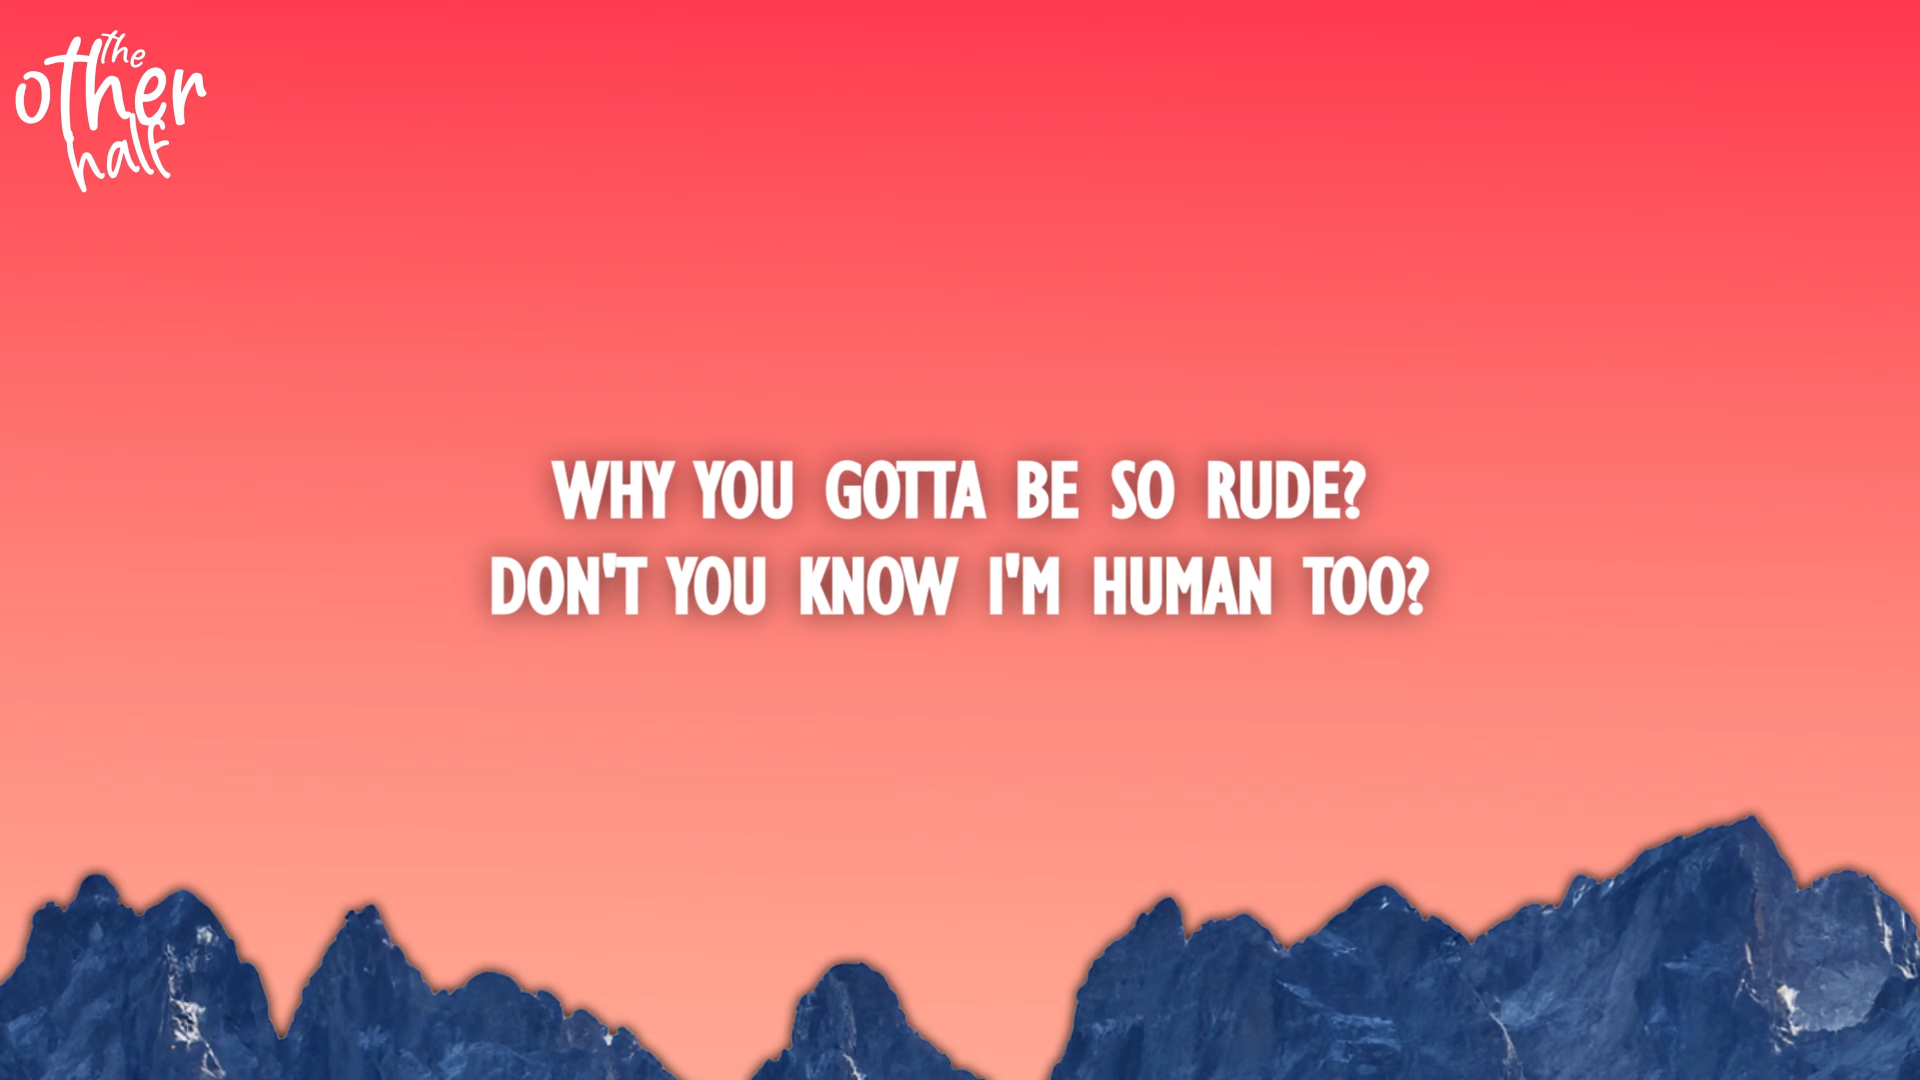 the
other
half
WHY YOU GOTTA BE SO RUDE?
DON'T YOU KNOW I'M HUMAN TOO?